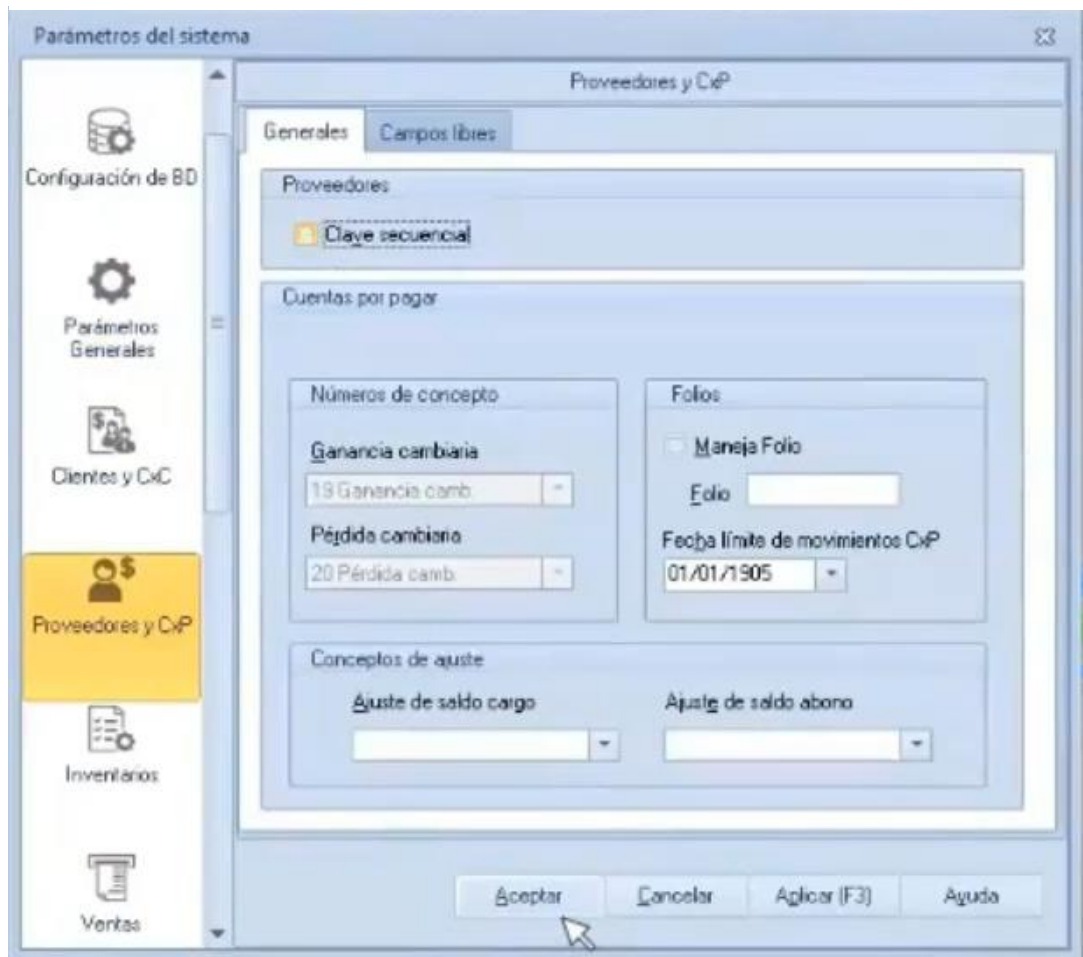 Parámetros del sistema
Configuración de BD
Parámetros
Generales
Clientes y CxC
Proveedores y CxP
Inventarios
Ventas
Proveedores y CxP
Generales
Campos libres
Proveedores
Clave secuencial
Cuentas por pagar
Números de concepto
Ganancia cambiaria
19 Ganancia camb.
Pérdida cambiaria
20 Pérdida camb.
Folios
Maneja Folio
Folio
Fecha límite de movimientos CxP
01/01/1905
Conceptos de ajuste
Ajuste de saldo cargo
Ajuste de saldo abono
Aceptar
Cancelar
Aplicar (F3)
Ayuda